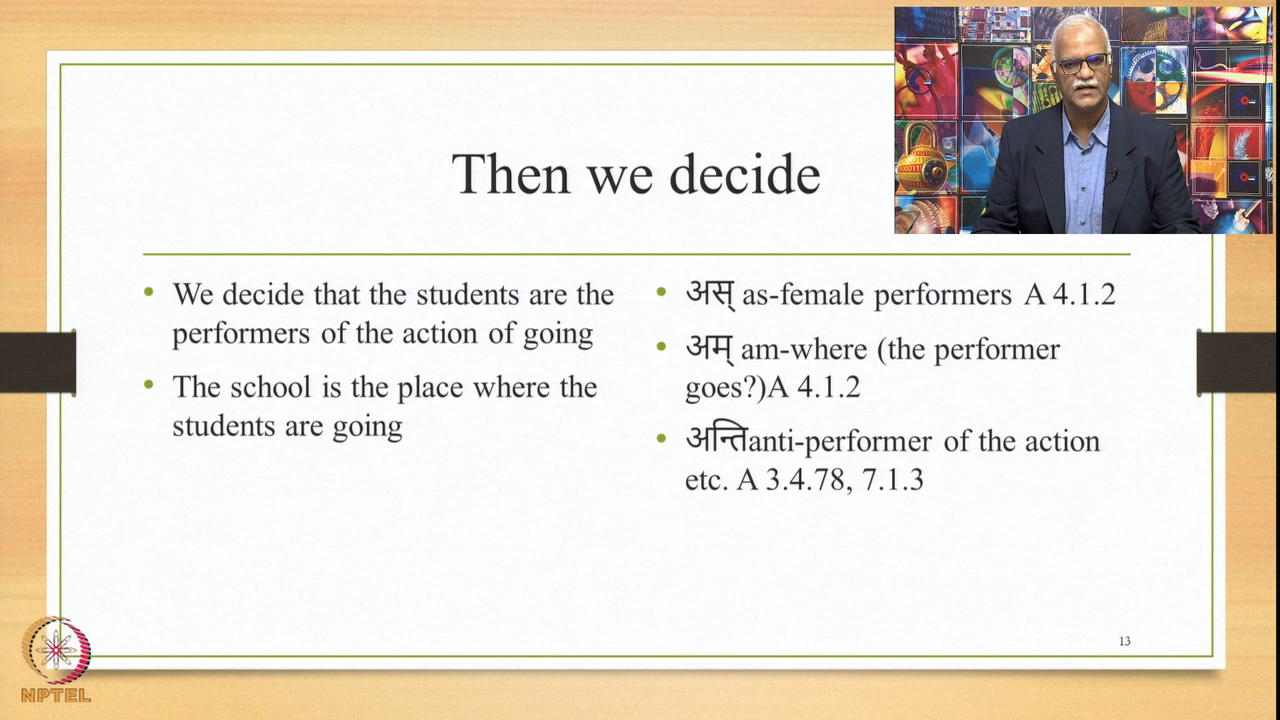 Then we decide
• We decide that the students are the
performers of the action of going
• The school is the place where the
students are going
• अस् as-female performers A 4.1.2
• अम् am-where (the performer
goes?)A 4.1.2
• अन्तिanti-performer of the action
etc. A 3.4.78, 7.1.3
13
NPTEL